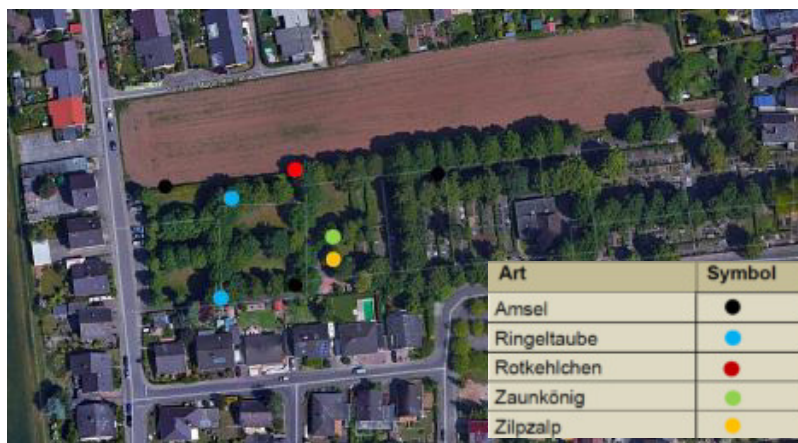 Art Symbol
Amsel
Ringeltaube
Rotkehlchen
Zaunkönig
Zilpzalp